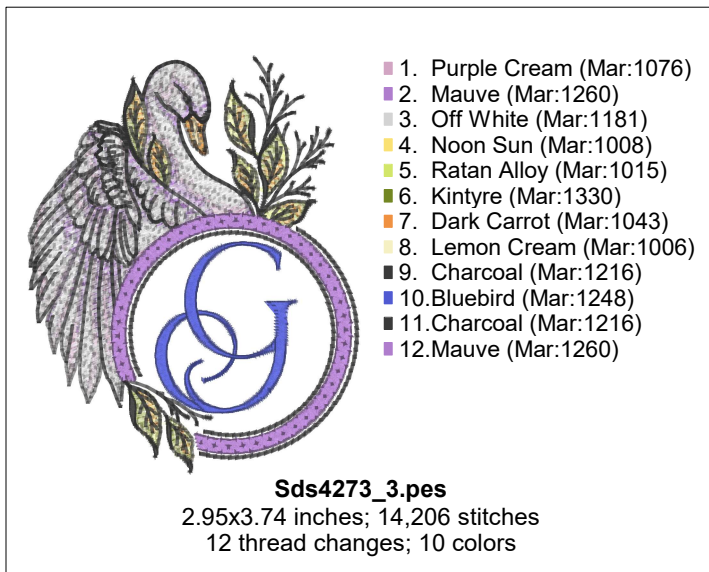 1. Purple Cream (Mar:1076)
2. Mauve (Mar:1260)
3. Off White (Mar:1181)
4. Noon Sun (Mar:1008)
5. Ratan Alloy (Mar:1015)
6. Kintyre (Mar:1330)
7. Dark Carrot (Mar:1043)
8. Lemon Cream (Mar:1006)
9. Charcoal (Mar:1216)
10.Bluebird (Mar:1248)
11.Charcoal (Mar:1216)
12.Mauve (Mar:1260)
G
Sds4273_3.pes
2.95x3.74 inches; 14,206 stitches
12 thread changes; 10 colors